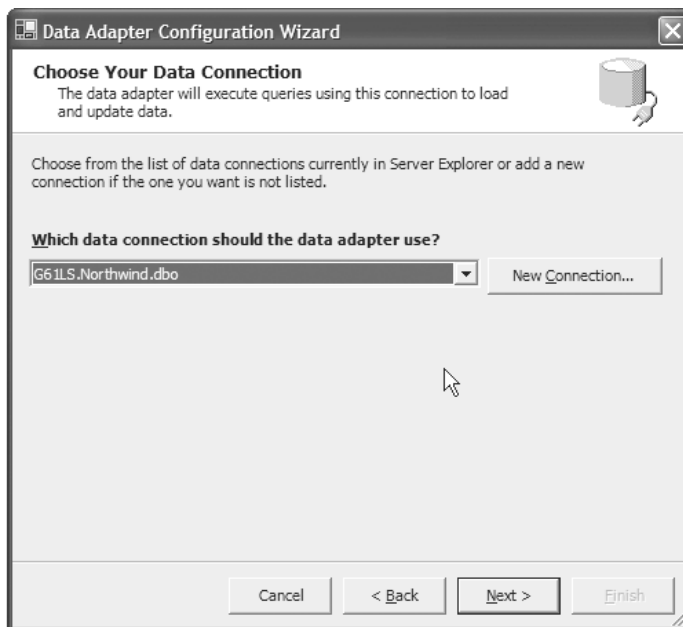 Data Adapter Configuration Wizard
Choose Your Data Connection
The data adapter will execute queries using this connection to load
and update data.
Choose from the list of data connections currently in Server Explorer or add a new
connection if the one you want is not listed.
Which data connection should the data adapter use?
G61LS.Northwind.dbo
New Connection...
Cancel
< Back
Next >
Finish